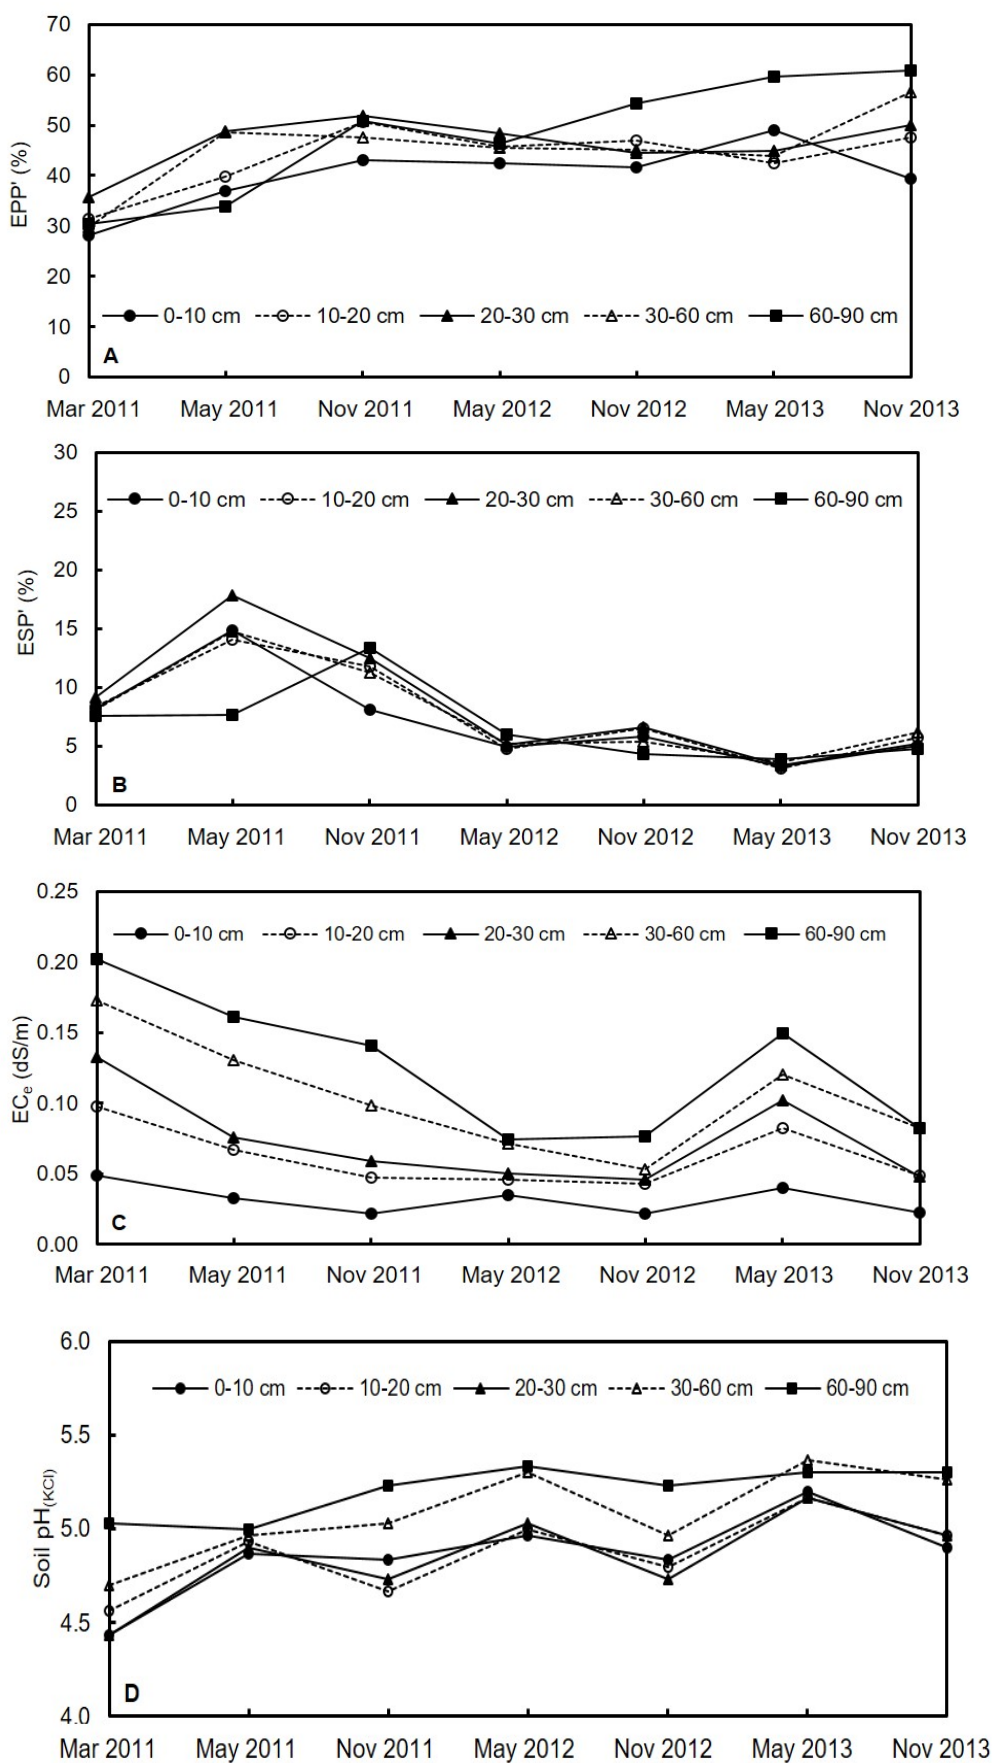 70
60
50
40
30
20
10
0
EPP' (%)
0-10 cm 10-20 cm 20-30 cm 30-60 cm 60-90 cm
A
Mar 2011 May 2011 Nov 2011 May 2012 Nov 2012 May 2013 Nov 2013
30
25
20
15
10
5
0
ESP' (%)
0-10 cm 10-20 cm 20-30 cm 30-60 cm 60-90 cm
B
Mar 2011 May 2011 Nov 2011 May 2012 Nov 2012 May 2013 Nov 2013
0.25
0.20
0.15
0.10
0.05
0.00
ECe (dS/m)
0-10 cm 10-20 cm 20-30 cm 30-60 cm 60-90 cm
C
Mar 2011 May 2011 Nov 2011 May 2012 Nov 2012 May 2013 Nov 2013
6.0
5.5
5.0
4.5
4.0
Soil pH(KCl)
0-10 cm 10-20 cm 20-30 cm 30-60 cm 60-90 cm
D
Mar 2011 May 2011 Nov 2011 May 2012 Nov 2012 May 2013 Nov 2013